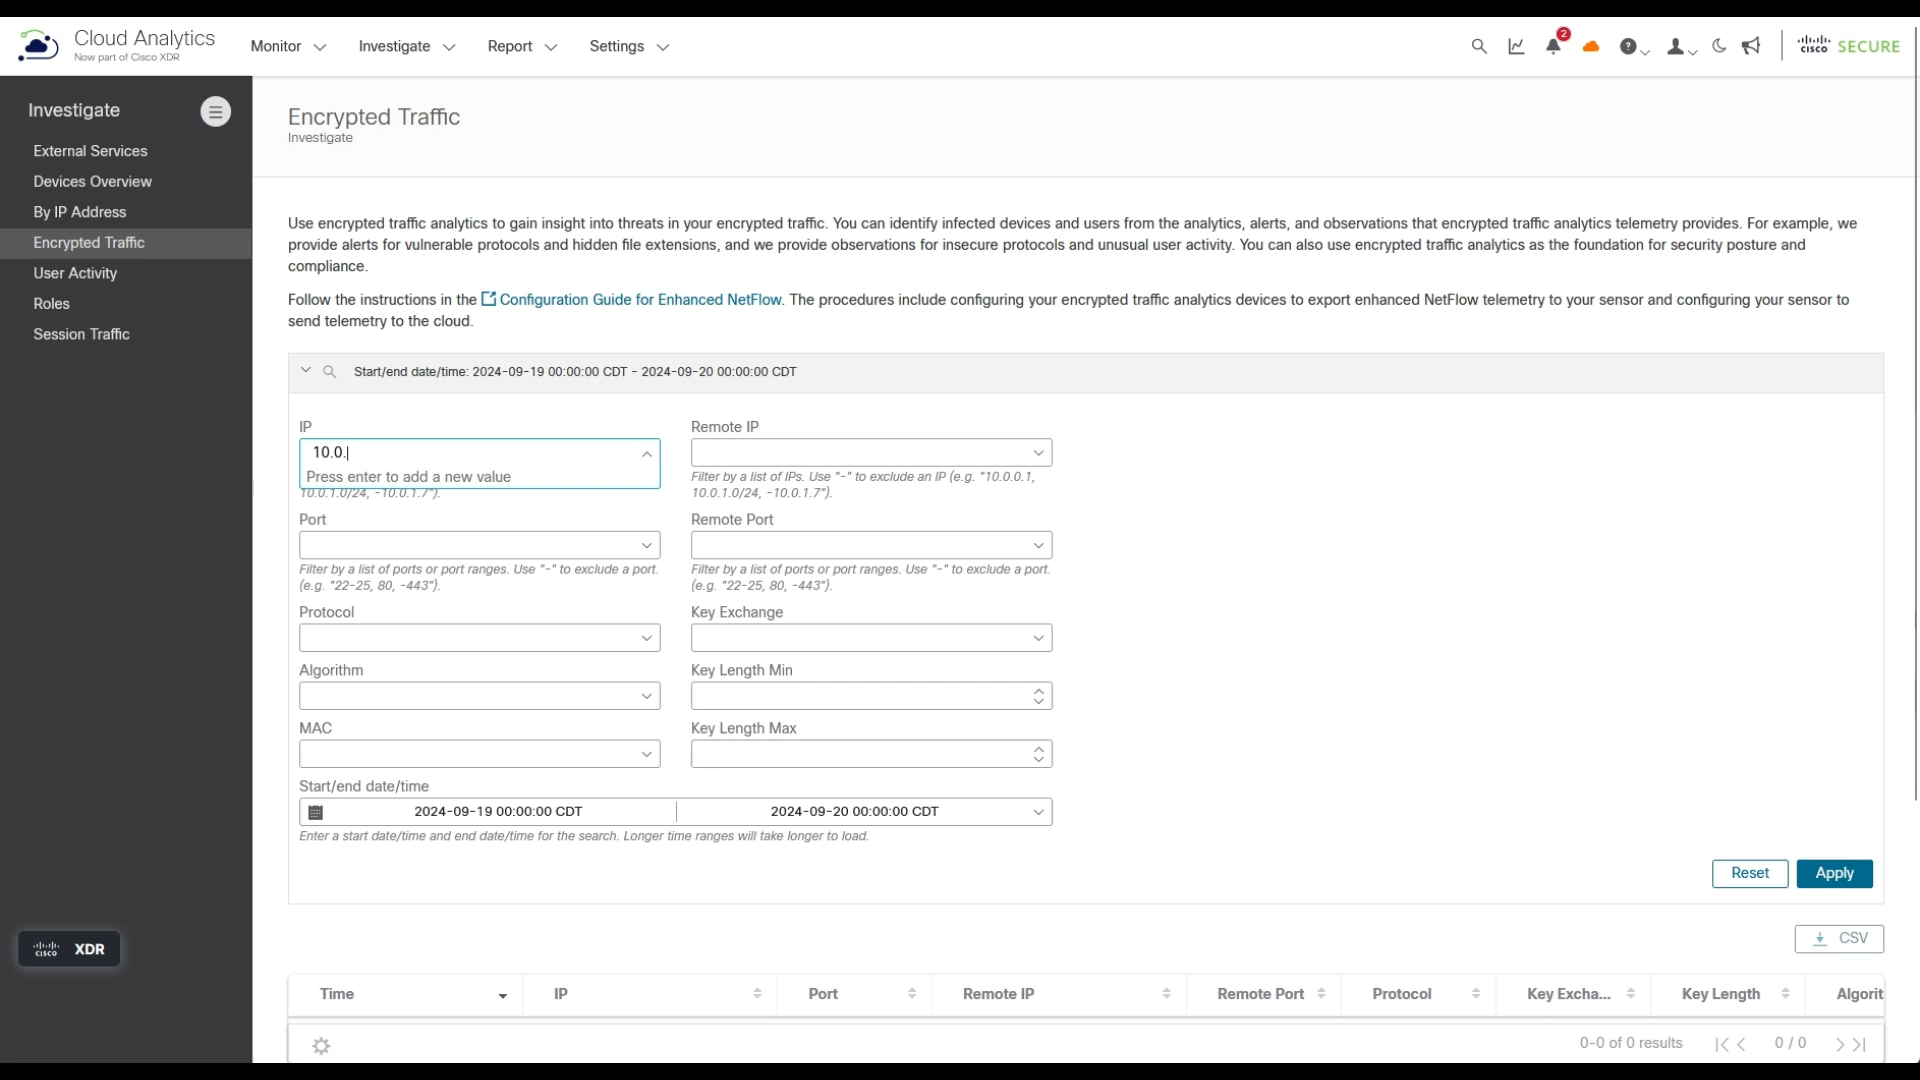 Cloud Analytics
Now part of Cisco XDR
Monitor
Investigate
Report
Settings
2
?
CISCO SECURE
Investigate
External Services
Devices Overview
By IP Address
Encrypted Traffic
User Activity
Roles
Session Traffic
CISCO XDR
Encrypted Traffic
Investigate
Use encrypted traffic analytics to gain insight into threats in your encrypted traffic. You can identify infected devices and users from the analytics, alerts, and observations that encrypted traffic analytics telemetry provides. For example, we
provide alerts for vulnerable protocols and hidden file extensions, and we provide observations for insecure protocols and unusual user activity. You can also use encrypted traffic analytics as the foundation for security posture and
compliance.
Follow the instructions in the Configuration Guide for Enhanced NetFlow. The procedures include configuring your encrypted traffic analytics devices to export enhanced NetFlow telemetry to your sensor and configuring your sensor to
send telemetry to the cloud.
Start/end date/time: 2024-09-19 00:00:00 CDT - 2024-09-20 00:00:00 CDT
IP
10.0.
Press enter to add a new value
10.0.1.0/24, -10.0.1.7").
Remote IP
Filter by a list of IPs. Use "-" to exclude an IP (e.g. "10.0.0.1,
10.0.1.0/24, -10.0.1.7").
Port
Filter by a list of ports or port ranges. Use "-" to exclude a port.
(e.g. "22-25, 80, -443").
Remote Port
Filter by a list of ports or port ranges. Use "-" to exclude a port.
(e.g. "22-25, 80, -443").
Protocol
Key Exchange
Algorithm
Key Length Min
MAC
Key Length Max
Start/end date/time
2024-09-19 00:00:00 CDT
2024-09-20 00:00:00 CDT
Enter a start date/time and end date/time for the search. Longer time ranges will take longer to load.
Reset
Apply
CSV
Time
IP
Port
Remote IP
Remote Port
Protocol
Key Excha...
Key Length
Algorit
0-0 of 0 results
0 / 0